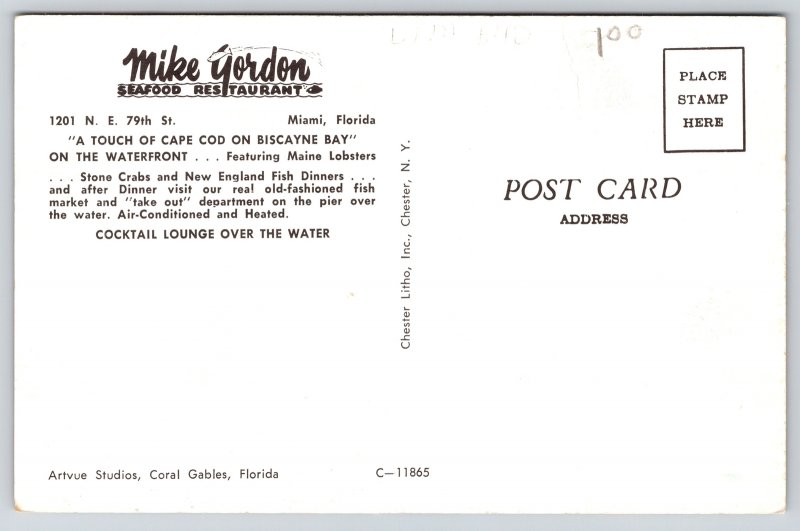 Mike Gordon
SEAFOOD RESTAURANT
1201 N. E. 79th St. Miami, Florida
"A TOUCH OF CAPE COD ON BISCAYNE BAY"
ON THE WATERFRONT . . . Featuring Maine Lobsters
. . . Stone Crabs and New England Fish Dinners . . .
and after Dinner visit our real old-fashioned fish
market and "take out" department on the pier over
the water. Air-Conditioned and Heated.
COCKTAIL LOUNGE OVER THE WATER
Artvue Studios, Coral Gables, Florida
C—11865
Chester Litho, Inc., Chester, N. Y.
100
PLACE
STAMP
HERE
POST CARD
ADDRESS